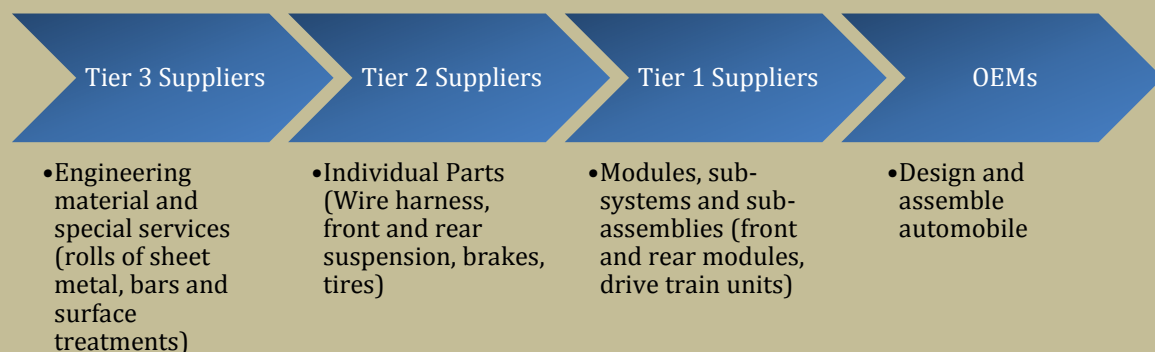 Tier 3 Suppliers
Tier 2 Suppliers
Tier 1 Suppliers
OEMs
•Engineering
material and
special services
(rolls of sheet
metal, bars and
surface
treatments)
•Individual Parts
(Wire harness,
front and rear
suspension, brakes,
tires)
•Modules, sub-
systems and sub-
assemblies (front
and rear modules,
drive train units)
•Design and
assemble
automobile